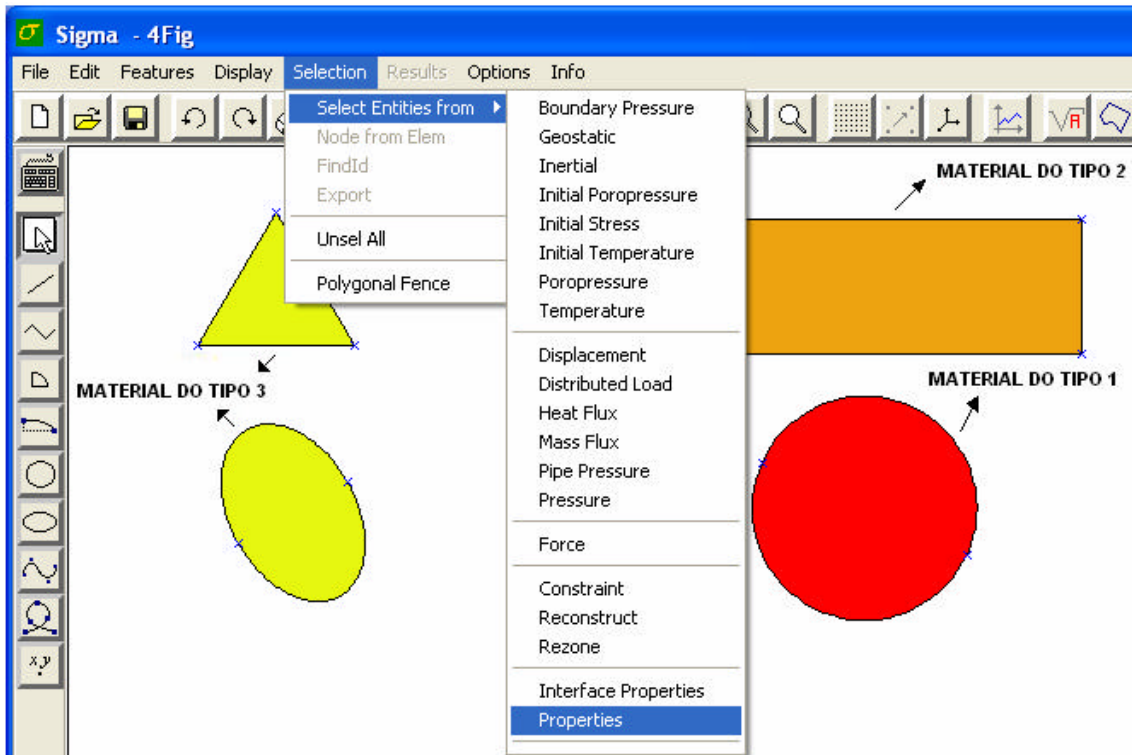 σ Sigma - 4Fig
File Edit Features Display Selection Results Options Info
Select Entities from
Node from Elem
FindId
Export
Unsel All
Polygonal Fence
Boundary Pressure
Geostatic
Inertial
Initial Poropressure
Initial Stress
Initial Temperature
Poropressure
Temperature
Displacement
Distributed Load
Heat Flux
Mass Flux
Pipe Pressure
Pressure
Force
Constraint
Reconstruct
Rezone
Interface Properties
Properties
MATERIAL DO TIPO 2
MATERIAL DO TIPO 3
MATERIAL DO TIPO 1
x,y